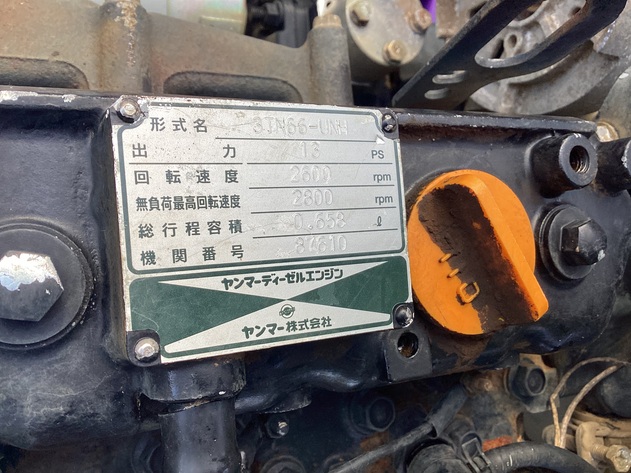 形式名 3TN66-UNM
出力 13 PS
回転速度 2600 rpm
無負荷最高回転速度 2800 rpm
総行程容積 0.658 ℓ
機関番号
ヤンマーディーゼルエンジン
ヤンマー株式会社
OIL